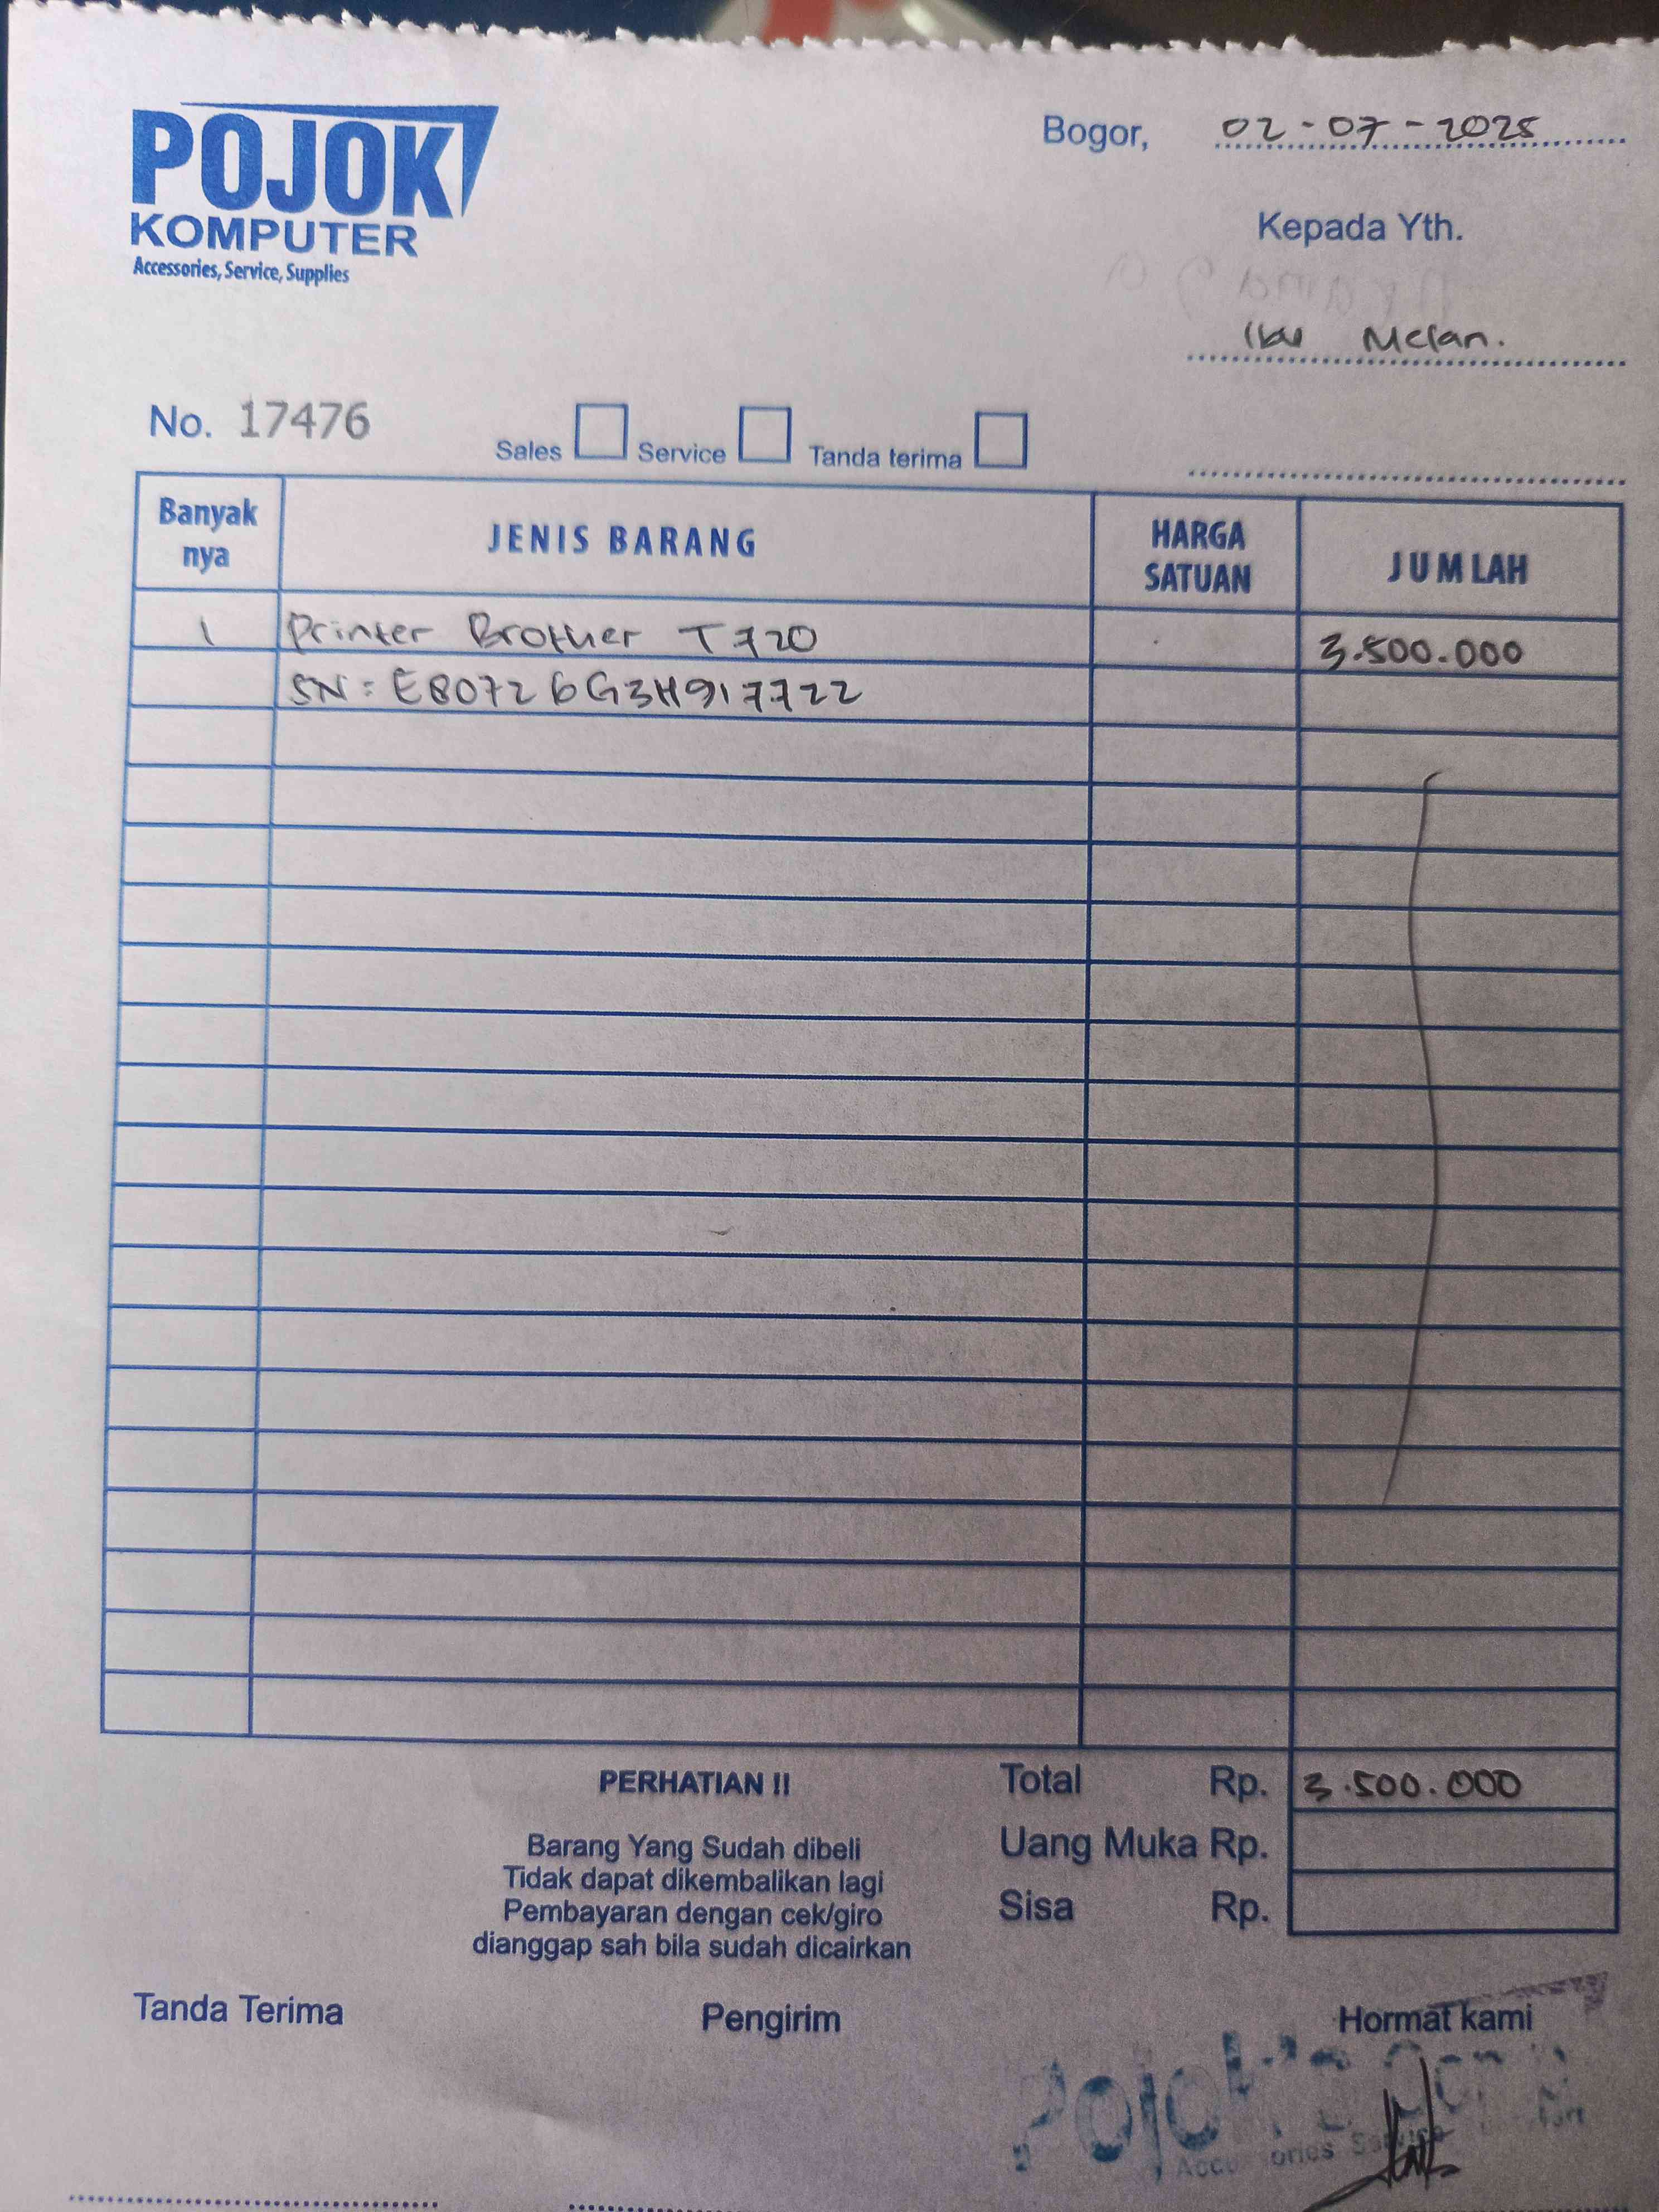 POJOK
KOMPUTER
Accessories, Service, Supplies
Bogor, 02-07-2025
Kepada Yth.
Ibu Melan.
No. 17476
Sales Service Tanda terima
Banyak nya JENIS BARANG HARGA SATUAN JUMLAH
1 Printer Brother T720 3.500.000
SN: E80726G3H917722
PERHATIAN !!
Barang Yang Sudah dibeli
Tidak dapat dikembalikan lagi
Pembayaran dengan cek/giro
dianggap sah bila sudah dicairkan
Total Rp. 3.500.000
Uang Muka Rp.
Sisa Rp.
Tanda Terima Pengirim Hormat kami
Pojok